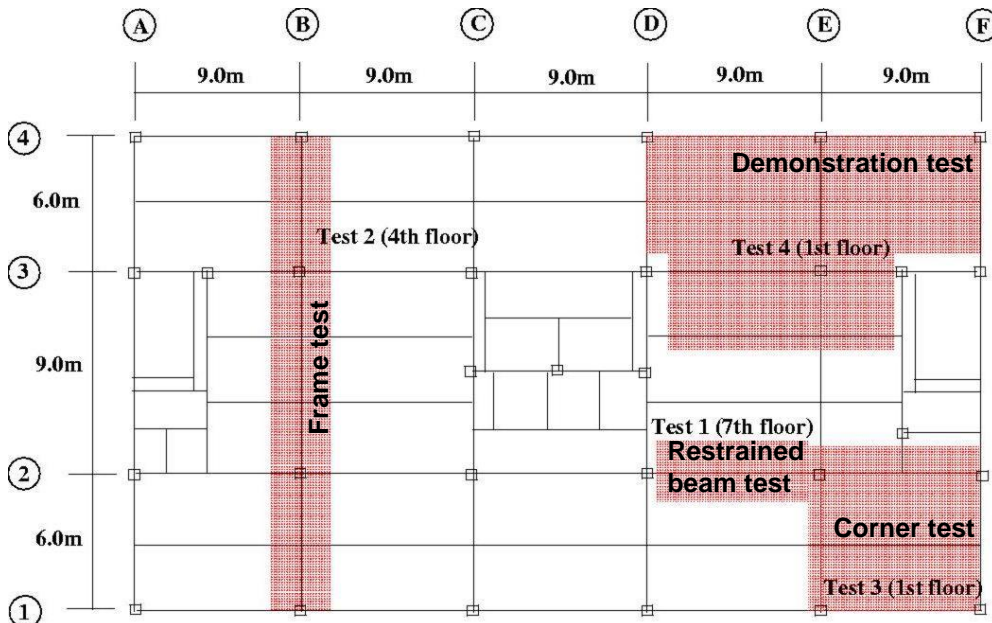 A B C D E F
9.0m 9.0m 9.0m 9.0m 9.0m
4
Demonstration test
6.0m
Test 2 (4th floor)
Test 4 (1st floor)
3
Frame test
9.0m
Test 1 (7th floor)
Restrained
beam test
2
Corner test
6.0m
Test 3 (1st floor)
1